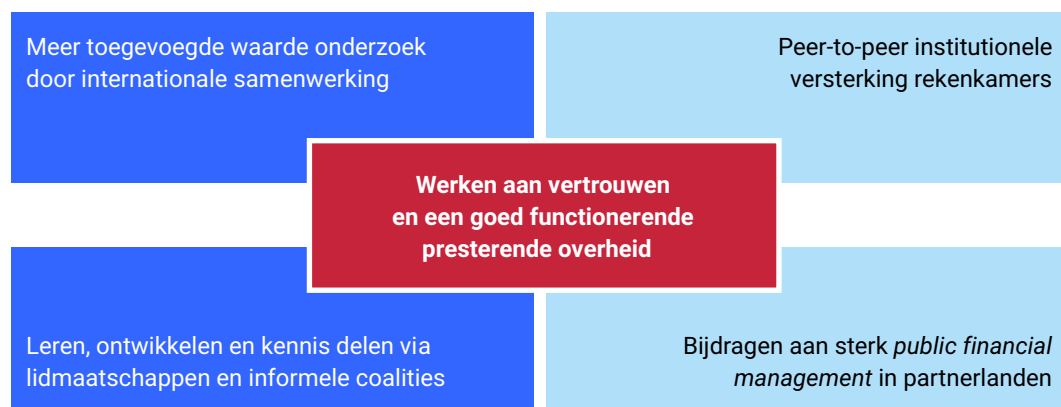 Meer toegevoegde waarde onderzoek
door internationale samenwerking
Peer-to-peer institutionele
versterking rekenkamers
Werken aan vertrouwen
en een goed functionerende
presterende overheid
Leren, ontwikkelen en kennis delen via
lidmaatschappen en informele coalities
Bijdragen aan sterk public financial
management in partnerlanden